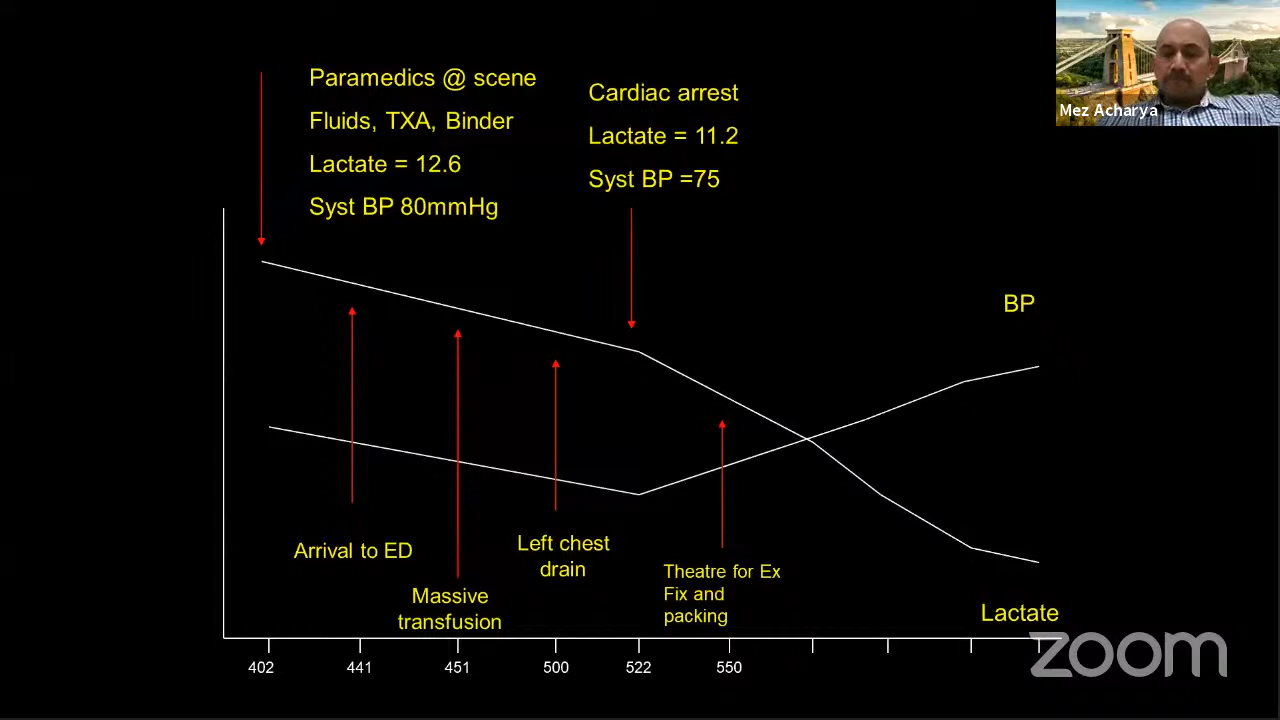 Paramedics @ scene
Fluids, TXA, Binder
Lactate = 12.6
Syst BP 80mmHg
Cardiac arrest
Lactate = 11.2
Syst BP =75
Mez Acharya
BP
Arrival to ED
Massive
transfusion
Left chest
drain
Theatre for Ex
Fix and
packing
Lactate
402 441 451 500 522 550
zoom